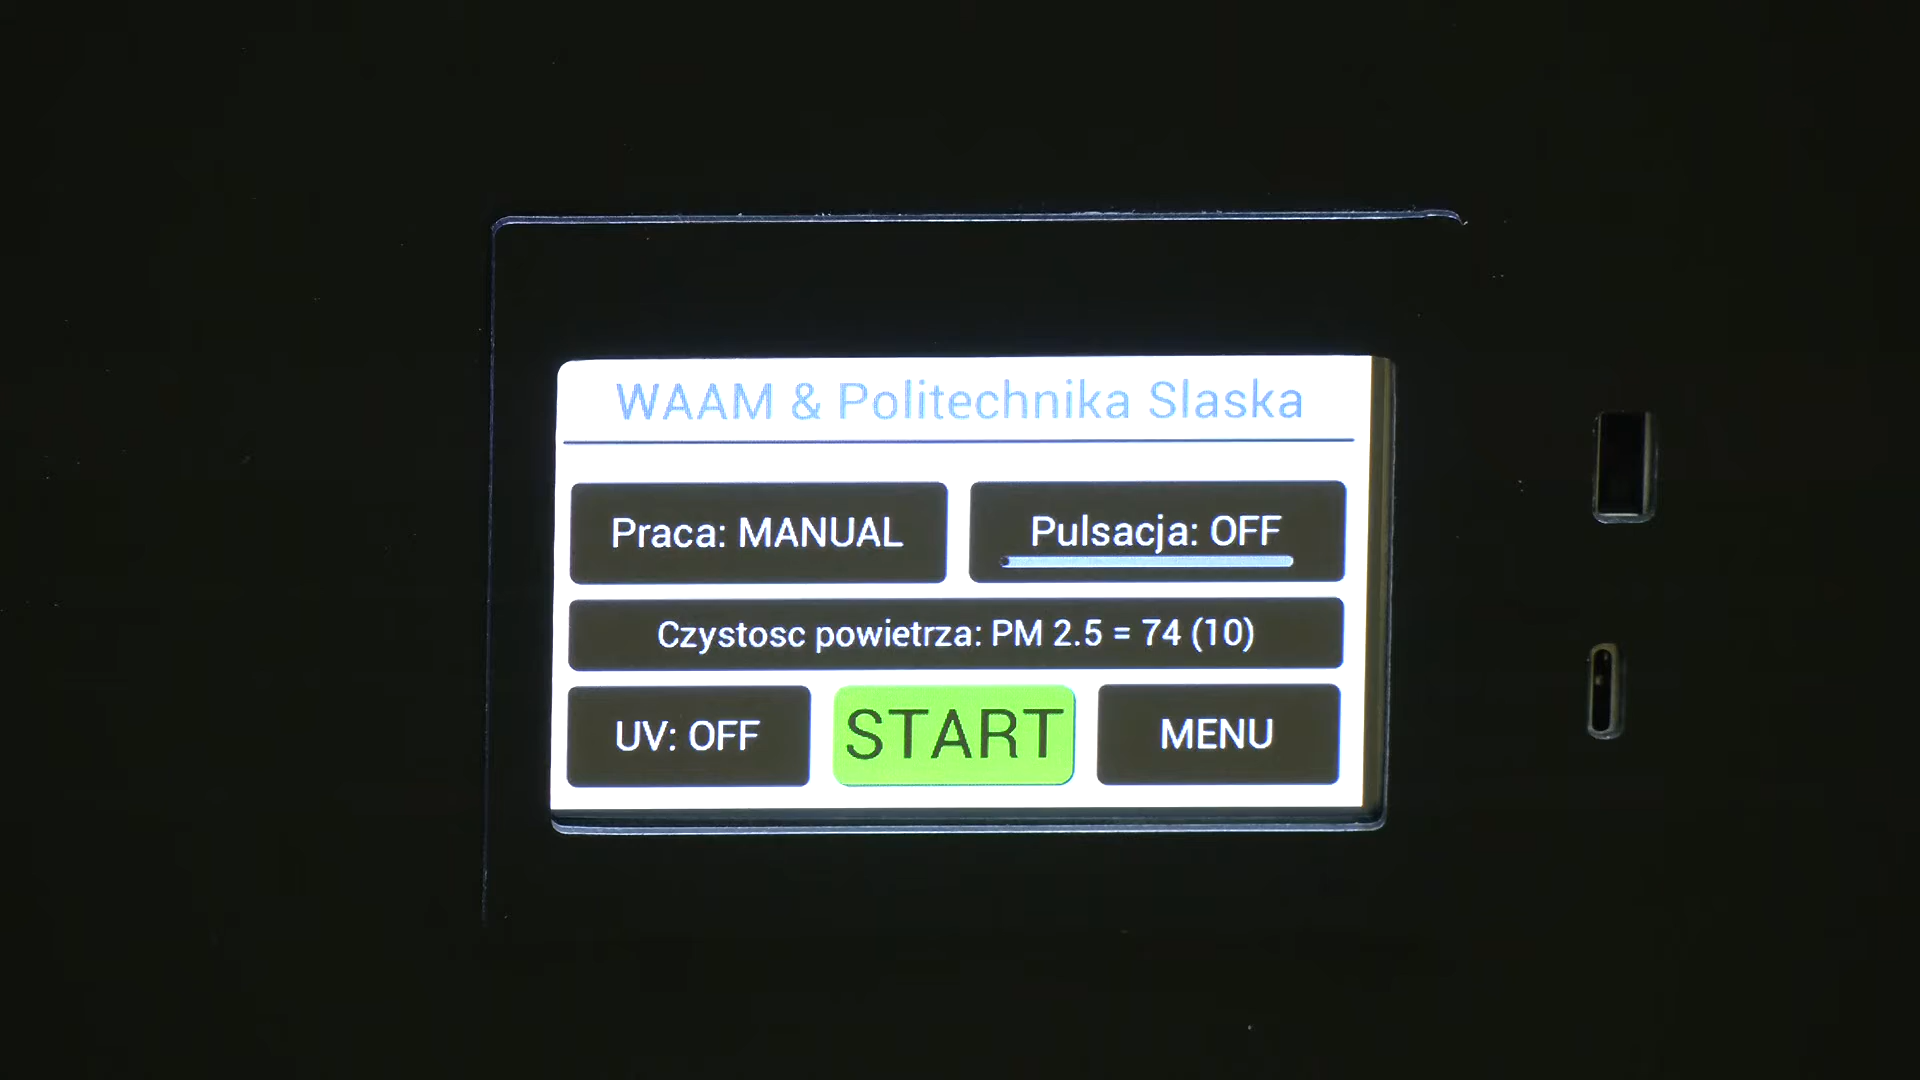 WAAM & Politechnika Slaska
Praca: MANUAL
Pulsacja: OFF
Czystosc powietrza: PM 2.5 = 74 (10)
UV: OFF
START
MENU